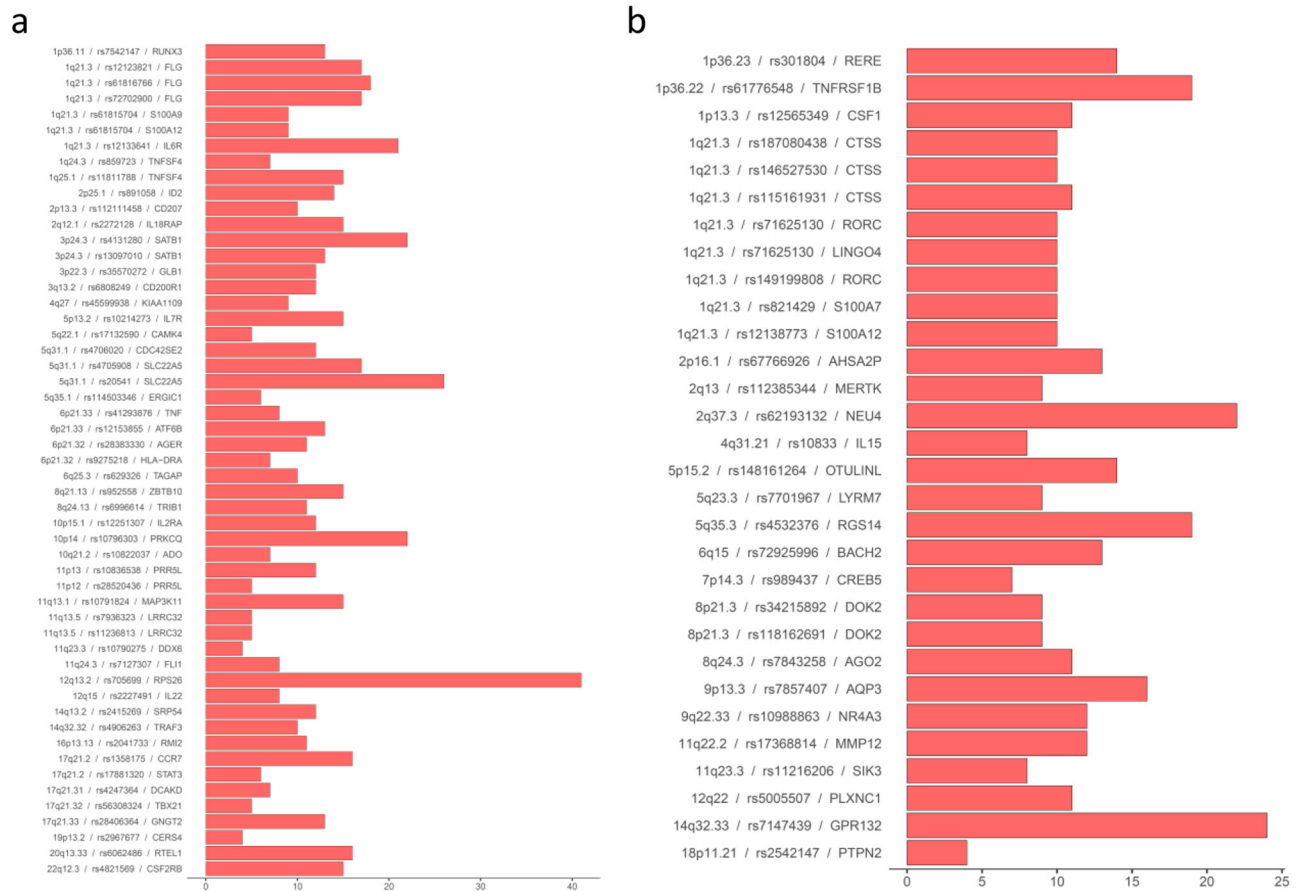 a
1p36.11 / rs7542147 / RUNX3
1q21.3 / rs12123821 / FLG
1q21.3 / rs61816766 / FLG
1q21.3 / rs72702900 / FLG
1q21.3 / rs61815704 / S100A9
1q21.3 / rs61815704 / S100A12
1q21.3 / rs12133641 / IL6R
1q24.3 / rs859723 / TNFSF4
1q25.1 / rs11811788 / TNFSF4
2p25.1 / rs891058 / ID2
2p13.3 / rs112111458 / CD207
2q12.1 / rs2272128 / IL18RAP
3p24.3 / rs4131280 / SATB1
3p24.3 / rs13097010 / SATB1
3p22.3 / rs35570272 / GLB1
3q13.2 / rs6808249 / CD200R1
4q27 / rs45599938 / KIAA1109
5p13.2 / rs10214273 / IL7R
5q22.1 / rs17132590 / CAMK4
5q31.1 / rs4706020 / CDC42SE2
5q31.1 / rs4705908 / SLC22A5
5q31.1 / rs20541 / SLC22A5
5q35.1 / rs114503346 / ERGIC1
6p21.33 / rs41293876 / TNF
6p21.33 / rs12153855 / ATF6B
6p21.32 / rs28383330 / AGER
6p21.32 / rs9275218 / HLA−DRA
6q25.3 / rs629326 / TAGAP
8q21.13 / rs952558 / ZBTB10
8q24.13 / rs6996614 / TRIB1
10p15.1 / rs12251307 / IL2RA
10p14 / rs10796303 / PRKCQ
10q21.2 / rs10822037 / ADO
11p13 / rs10836538 / PRR5L
11p12 / rs28520436 / PRR5L
11q13.1 / rs10791824 / MAP3K11
11q13.5 / rs7936323 / LRRC32
11q13.5 / rs11236813 / LRRC32
11q23.3 / rs10790275 / DDX6
11q24.3 / rs7127307 / FLI1
12q13.2 / rs705699 / RPS26
12q15 / rs2227491 / IL22
14q13.2 / rs2415269 / SRP54
14q32.32 / rs4906263 / TRAF3
16p13.13 / rs2041733 / RMI2
17q21.2 / rs1358175 / CCR7
17q21.2 / rs17881320 / STAT3
17q21.31 / rs4247364 / DCAKD
17q21.32 / rs56308324 / TBX21
17q21.33 / rs28406364 / GNGT2
19p13.2 / rs2967677 / CERS4
20q13.33 / rs6062486 / RTEL1
22q12.3 / rs4821569 / CSF2RB
0 10 20 30 40
b
1p36.23 / rs301804 / RERE
1p36.22 / rs61776548 / TNFRSF1B
1p13.3 / rs12565349 / CSF1
1q21.3 / rs187080438 / CTSS
1q21.3 / rs146527530 / CTSS
1q21.3 / rs115161931 / CTSS
1q21.3 / rs71625130 / RORC
1q21.3 / rs71625130 / LINGO4
1q21.3 / rs149199808 / RORC
1q21.3 / rs821429 / S100A7
1q21.3 / rs12138773 / S100A12
2p16.1 / rs67766926 / AHSA2P
2q13 / rs112385344 / MERTK
2q37.3 / rs62193132 / NEU4
4q31.21 / rs10833 / IL15
5p15.2 / rs148161264 / OTULINL
5q23.3 / rs7701967 / LYRM7
5q35.3 / rs4532376 / RGS14
6q15 / rs72925996 / BACH2
7p14.3 / rs989437 / CREB5
8p21.3 / rs34215892 / DOK2
8p21.3 / rs118162691 / DOK2
8q24.3 / rs7843258 / AGO2
9p13.3 / rs7857407 / AQP3
9q22.33 / rs10988863 / NR4A3
11q22.2 / rs17368814 / MMP12
11q23.3 / rs11216206 / SIK3
12q22 / rs5005507 / PLXNC1
14q32.33 / rs7147439 / GPR132
18p11.21 / rs2542147 / PTPN2
0 5 10 15 20 25